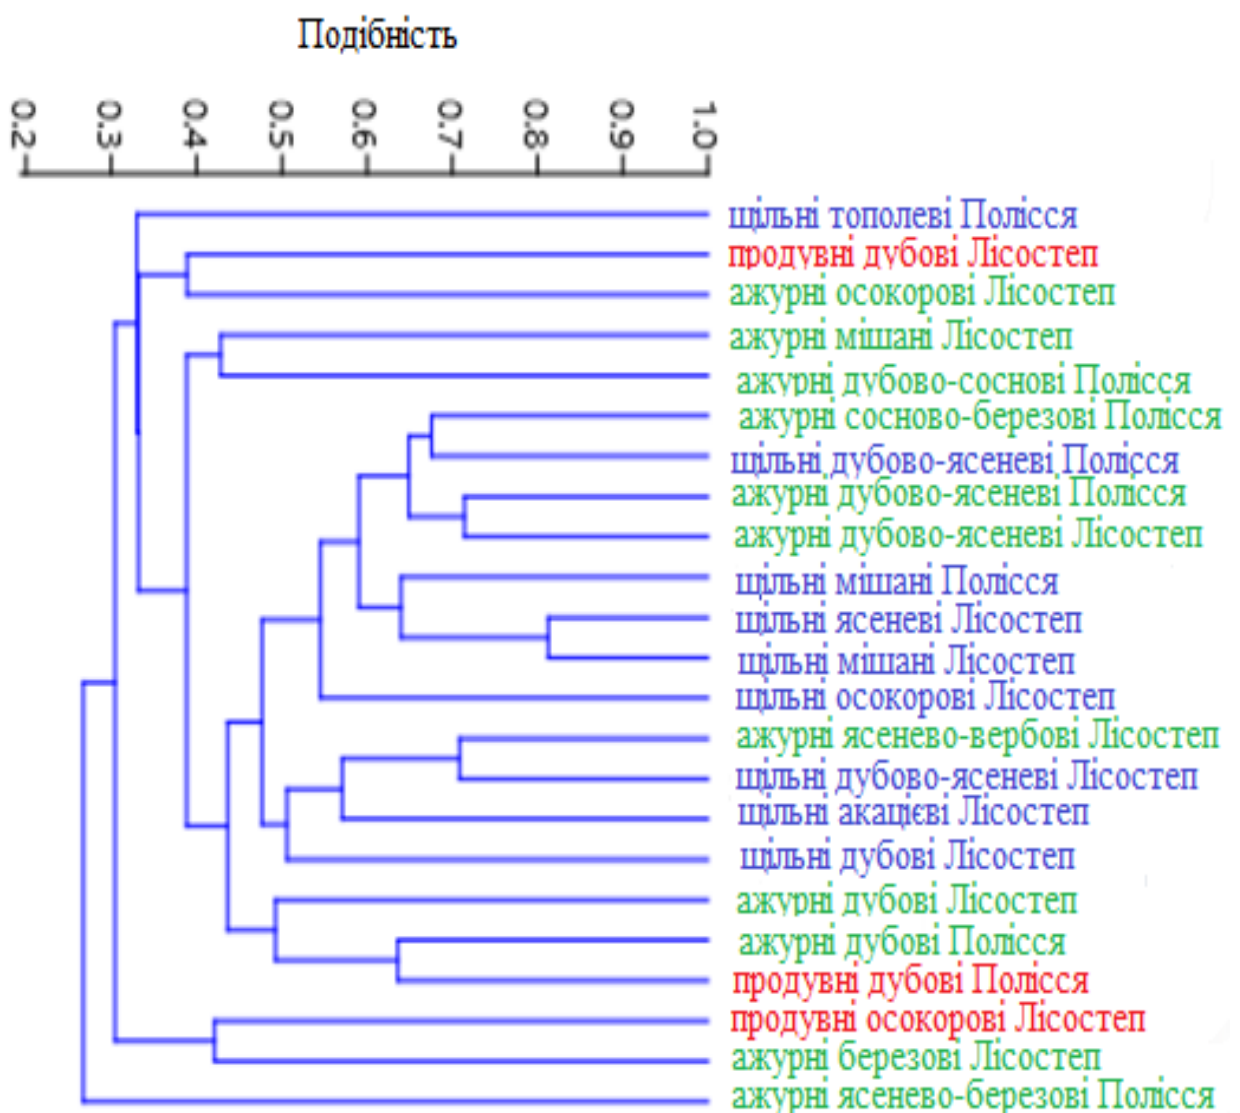 Подібність
0.2 0.3 0.4 0.5 0.6 0.7 0.8 0.9 1.0
щільні тополеві Полісся
продувні дубові Лісостеп
ажурні осокорові Лісостеп
ажурні мішані Лісостеп
ажурні дубово-соснові Полісся
ажурні сосново-березові Полісся
щільні дубово-ясеневі Полісся
ажурні дубово-ясеневі Полісся
ажурні дубово-ясеневі Лісостеп
щільні мішані Полісся
щільні ясеневі Лісостеп
щільні мішані Лісостеп
щільні осокорові Лісостеп
ажурні ясенево-вербові Лісостеп
щільні дубово-ясеневі Лісостеп
щільні акацієві Лісостеп
щільні дубові Лісостеп
ажурні дубові Лісостеп
ажурні дубові Полісся
продувні дубові Полісся
продувні осокорові Лісостеп
ажурні березові Лісостеп
ажурні ясенево-березові Полісся